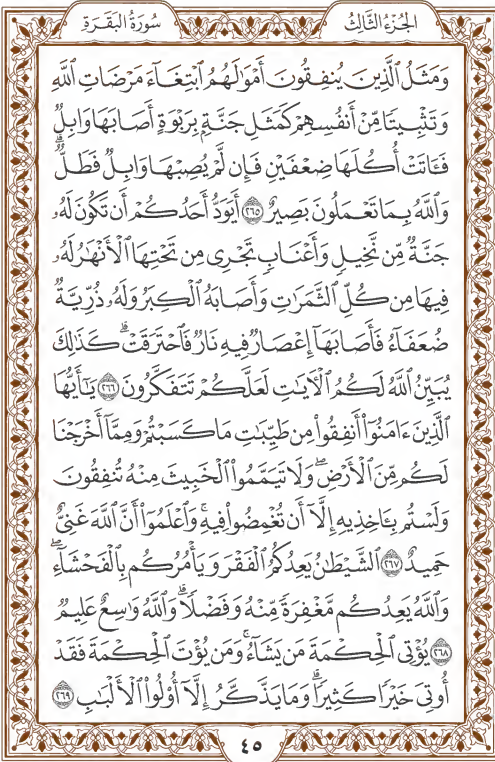 الجزء الثالث
سورة البقرة
وَمَثَلُ ٱلَّذِينَ يُنفِقُونَ أَمۡوَٰلَهُمُ ٱبۡتِغَآءَ مَرۡضَاتِ ٱللَّهِ
وَتَثۡبِيتٗا مِّنۡ أَنفُسِهِمۡ كَمَثَلِ جَنَّةِۭ بِرَبۡوَةٍ أَصَابَهَا وَابِلٞ
فَـَٔاتَتۡ أُكُلَهَا ضِعۡفَيۡنِ فَإِن لَّمۡ يُصِبۡهَا وَابِلٞ فَطَلّٞۗ
وَٱللَّهُ بِمَا تَعۡمَلُونَ بَصِيرٌ ٢٦٥ أَيَوَدُّ أَحَدُكُمۡ أَن تَكُونَ لَهُۥ
جَنَّةٞ مِّن نَّخِيلٖ وَأَعۡنَابٖ تَجۡرِي مِن تَحۡتِهَا ٱلۡأَنۡهَٰرُ لَهُۥ
فِيهَا مِن كُلِّ ٱلثَّمَرَٰتِ وَأَصَابَهُ ٱلۡكِبَرُ وَلَهُۥ ذُرِّيَّةٞ
ضُعَفَآءُ فَأَصَابَهَآ إِعۡصَارٞ فِيهِ نَارٞ فَٱحۡتَرَقَتۡۗ كَذَٰلِكَ
يُبَيِّنُ ٱللَّهُ لَكُمُ ٱلۡأٓيَٰتِ لَعَلَّكُمۡ تَتَفَكَّرُونَ ٢٦٦ يَٰٓأَيُّهَا
ٱلَّذِينَ ءَامَنُوٓاْ أَنفِقُواْ مِن طَيِّبَٰتِ مَا كَسَبۡتُمۡ وَمِمَّآ أَخۡرَجۡنَا
لَكُم مِّنَ ٱلۡأَرۡضِۖ وَلَا تَيَمَّمُواْ ٱلۡخَبِيثَ مِنۡهُ تُنفِقُونَ
وَلَسۡتُم بِـَٔاخِذِيهِ إِلَّآ أَن تُغۡمِضُواْ فِيهِۚ وَٱعۡلَمُوٓاْ أَنَّ ٱللَّهَ غَنِيٌّ
حَمِيدٌ ٢٦٧ ٱلشَّيۡطَٰنُ يَعِدُكُمُ ٱلۡفَقۡرَ وَيَأۡمُرُكُم بِٱلۡفَحۡشَآءِۖ
وَٱللَّهُ يَعِدُكُم مَّغۡفِرَةٗ مِّنۡهُ وَفَضۡلٗاۗ وَٱللَّهُ وَٰسِعٌ عَلِيمٞ
٢٦٨ يُؤۡتِي ٱلۡحِكۡمَةَ مَن يَشَآءُۚ وَمَن يُؤۡتَ ٱلۡحِكۡمَةَ فَقَدۡ
أُوتِيَ خَيۡرٗا كَثِيرٗاۗ وَمَا يَذَّكَّرُ إِلَّآ أُوْلُواْ ٱلۡأَلۡبَٰبِ ٢٦٩
٤٥